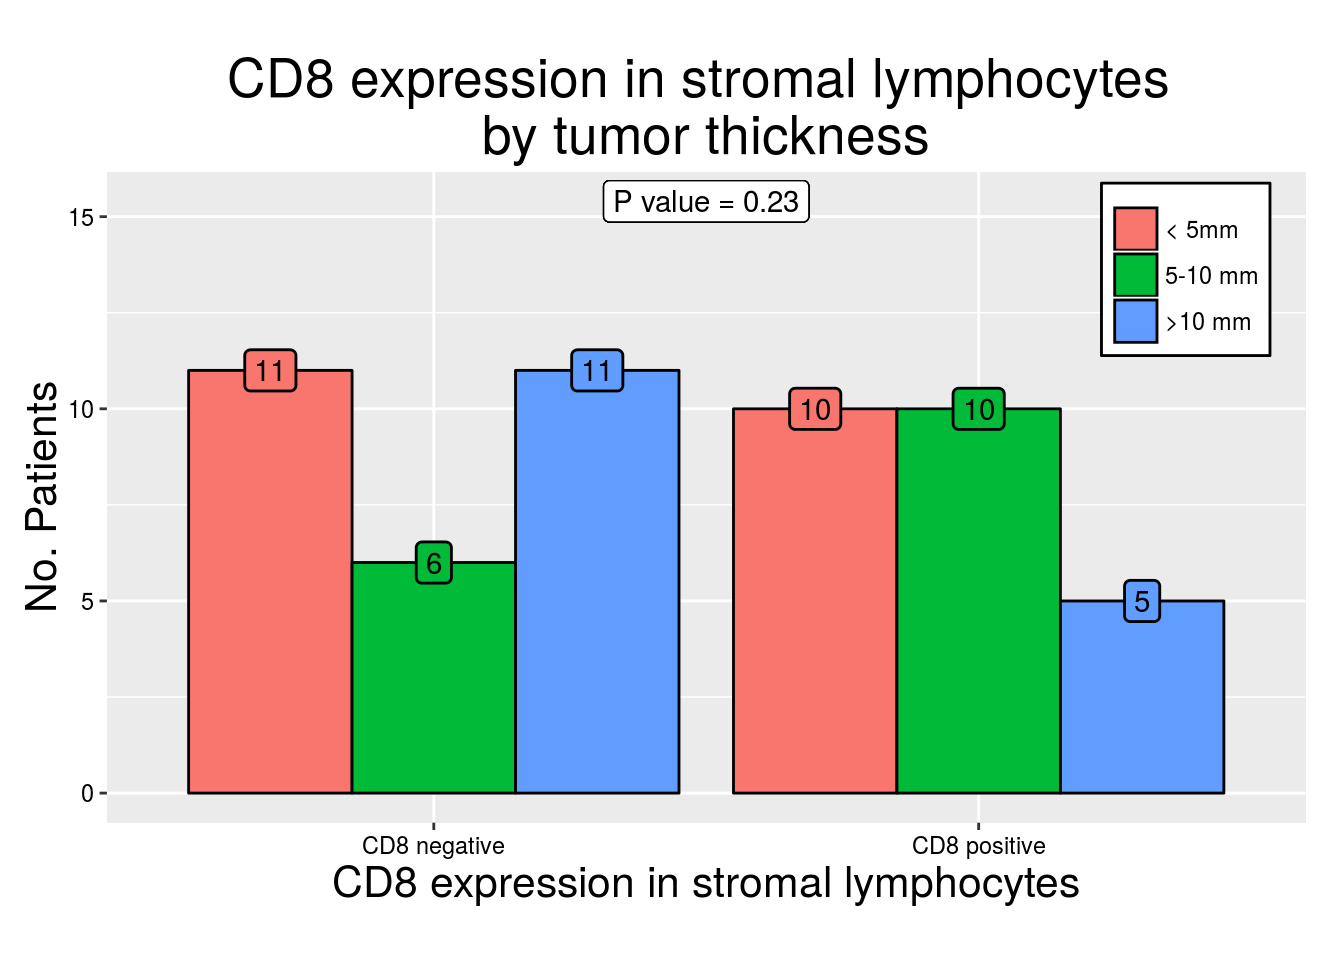 CD8 expression in stromal lymphocytes
by tumor thickness
P value = 0.23
< 5mm
5-10 mm
>10 mm
No. Patients
15
10
5
0
11
6
11
10
10
5
CD8 negative
CD8 positive
CD8 expression in stromal lymphocytes